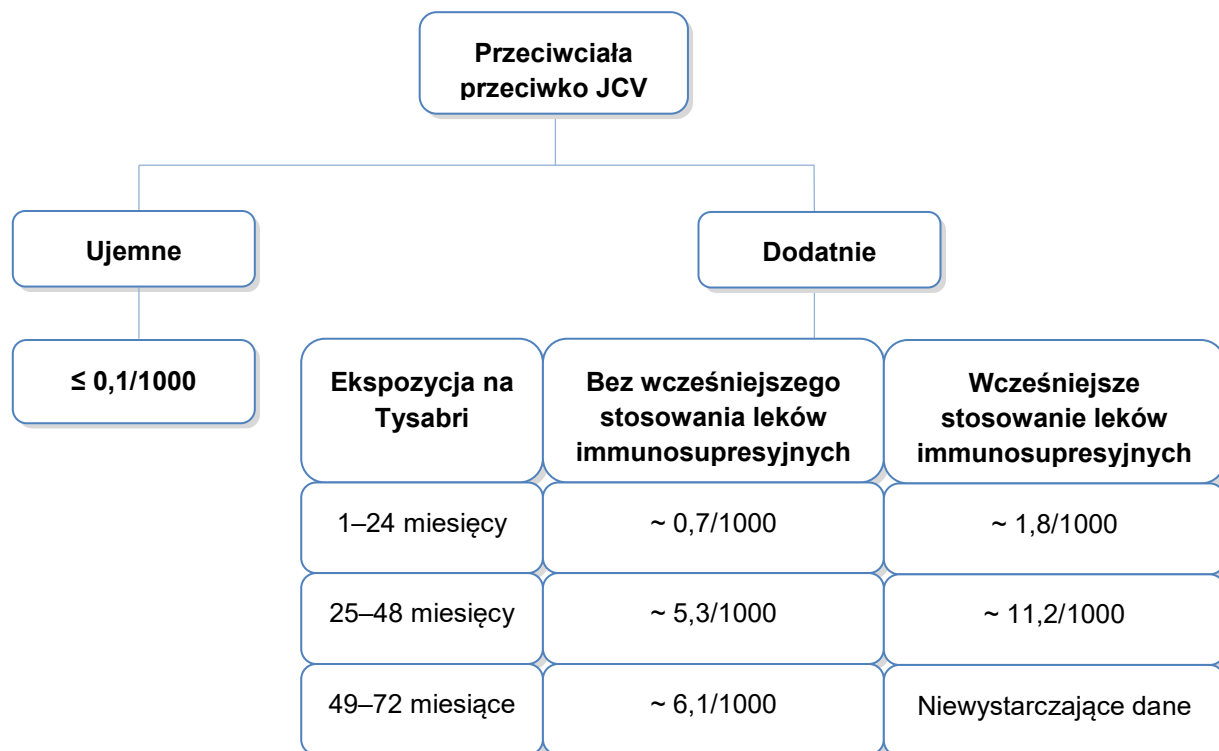 Przeciwciała
przeciwko JCV
Ujemne
Dodatnie
≤ 0,1/1000
Ekspozycja na
Tysabri
Bez wcześniejszego
stosowania leków
immunosupresyjnych
Wcześniejsze
stosowanie leków
immunosupresyjnych
1–24 miesięcy
~ 0,7/1000
~ 1,8/1000
25–48 miesięcy
~ 5,3/1000
~ 11,2/1000
49–72 miesiące
~ 6,1/1000
Niewystarczające dane